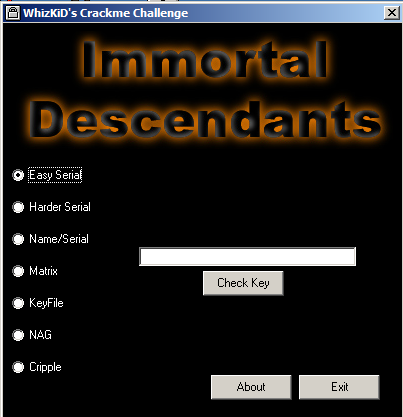 WhizKiD's Crackme Challenge
Immortal
Descendants
Easy Serial
Harder Serial
Name/Serial
Matrix
Check Key
KeyFile
NAG
Cripple
About Exit